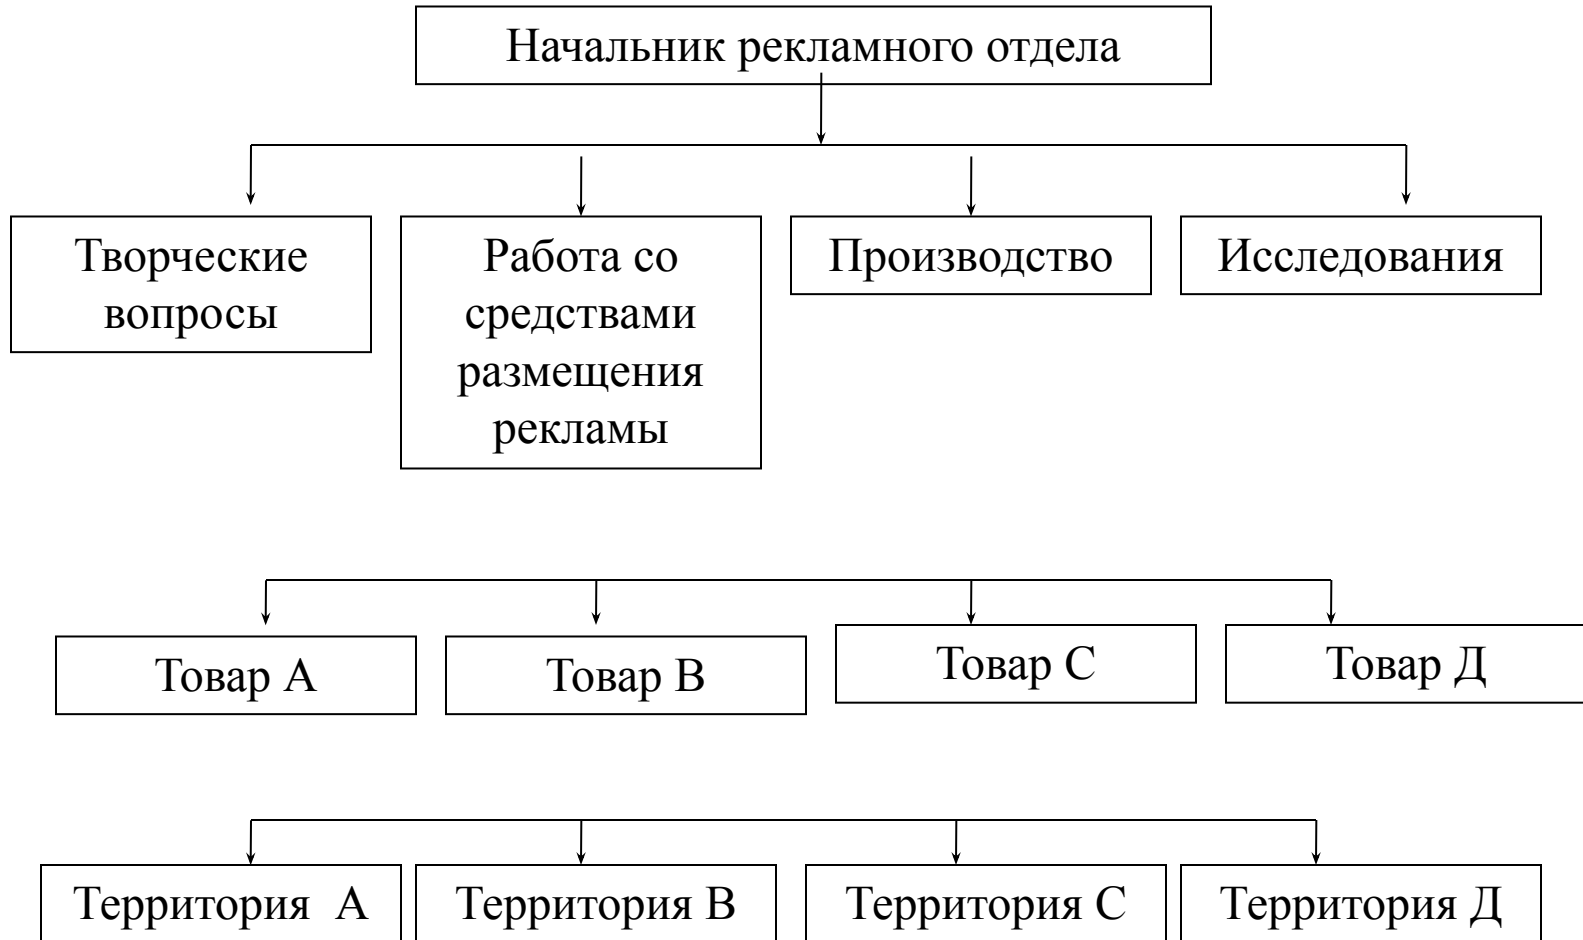 Начальник рекламного отдела
Творческие
вопросы
Работа со
средствами
размещения
рекламы
Производство
Исследования
Товар А
Товар В
Товар С
Товар Д
Территория А
Территория В
Территория С
Территория Д